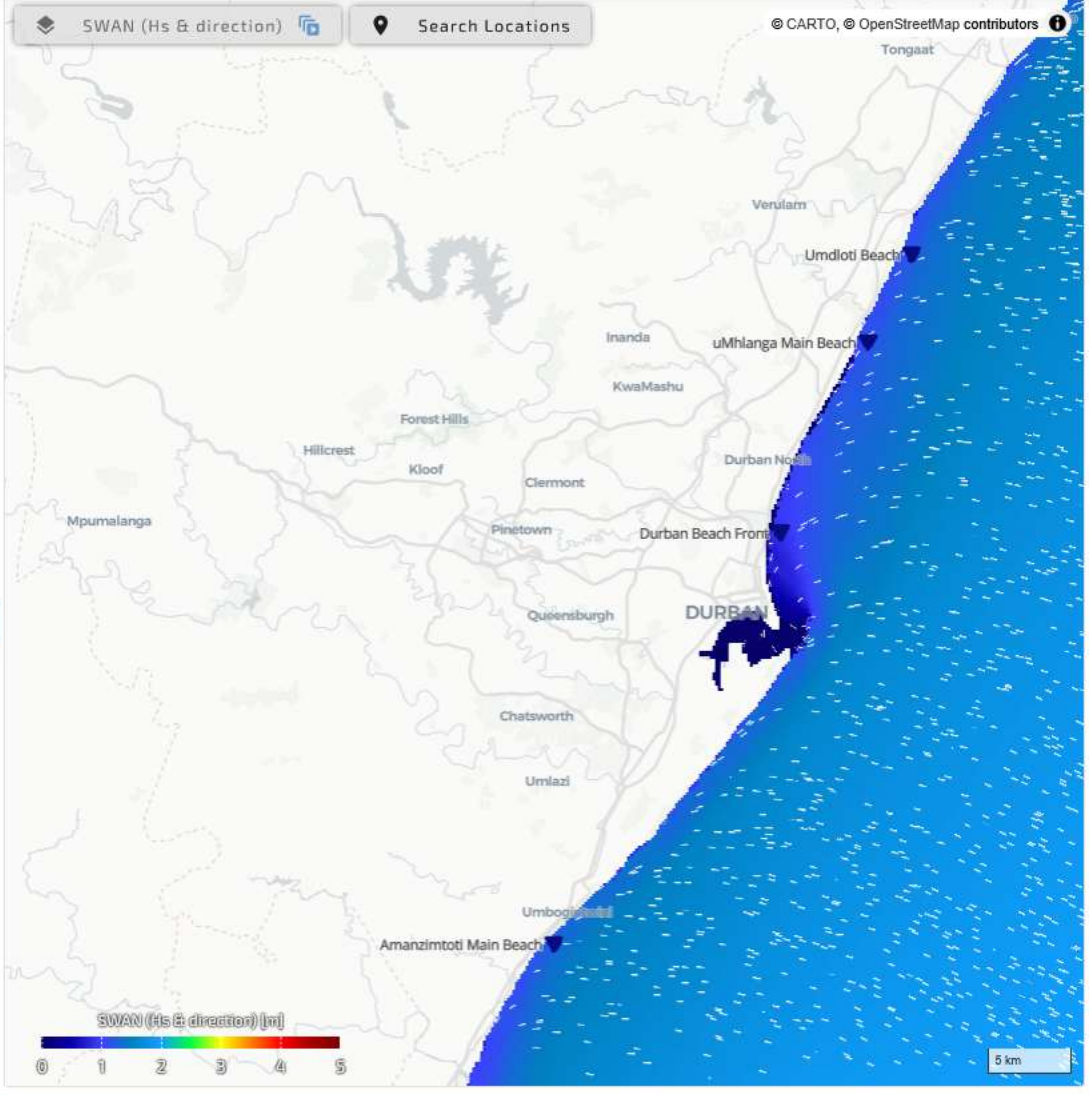 SWAN (Hs & direction)
Search Locations
© CARTO, © OpenStreetMap contributors
Tongaat
Verulam
Umdloti Beach
Inanda
uMhlanga Main Beach
KwaMashu
Forest Hills
Hillcrest
Kloof
Durban North
Clermont
Mpumalanga
Pinetown
Durban Beach Front
Queensburgh
DURBAN
Chatsworth
Umlazi
Amanzimtoti Main Beach
SWAN (Hs & direction) [m]
0 1 2 3 4 5
5 km